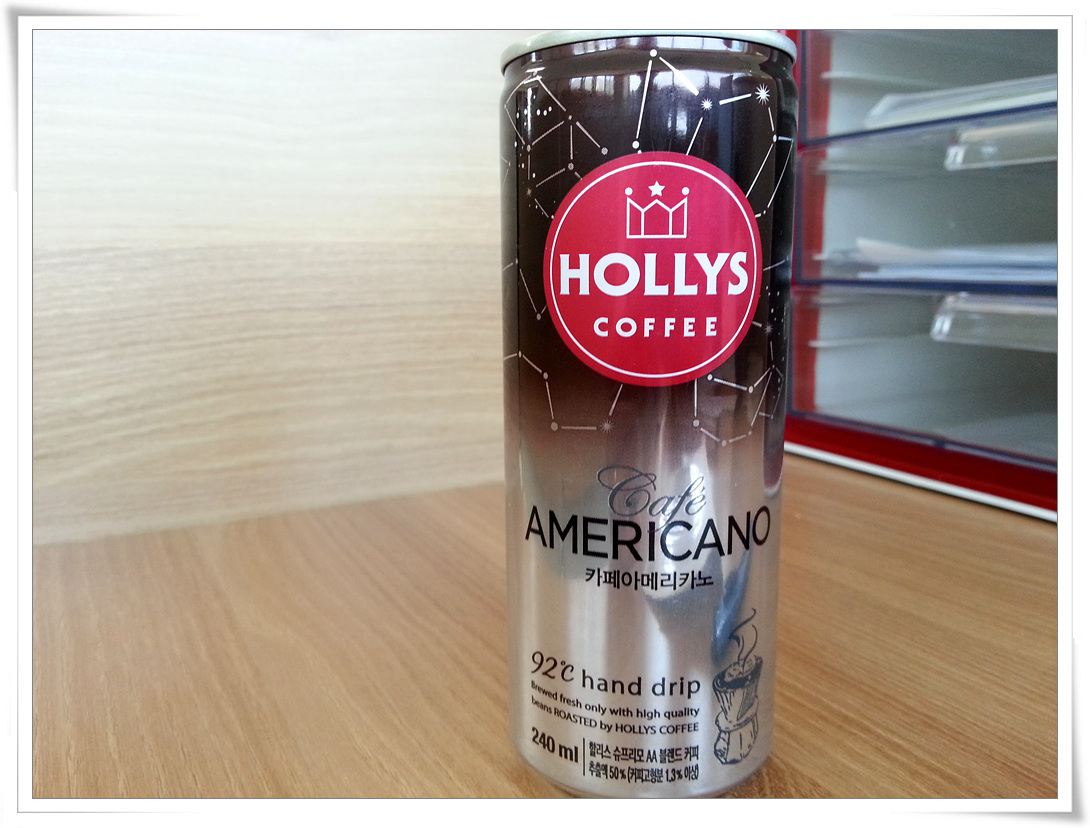 HOLLYS
COFFEE
Café
AMERICANO
카페아메리카노
92℃ hand drip
Brewed fresh only with high quality
beans ROASTED by HOLLYS COFFEE
240 ml
할리스 슈프리모 AA 블렌드 커피
추출액 50% (커피고형분 1.3% 이상)